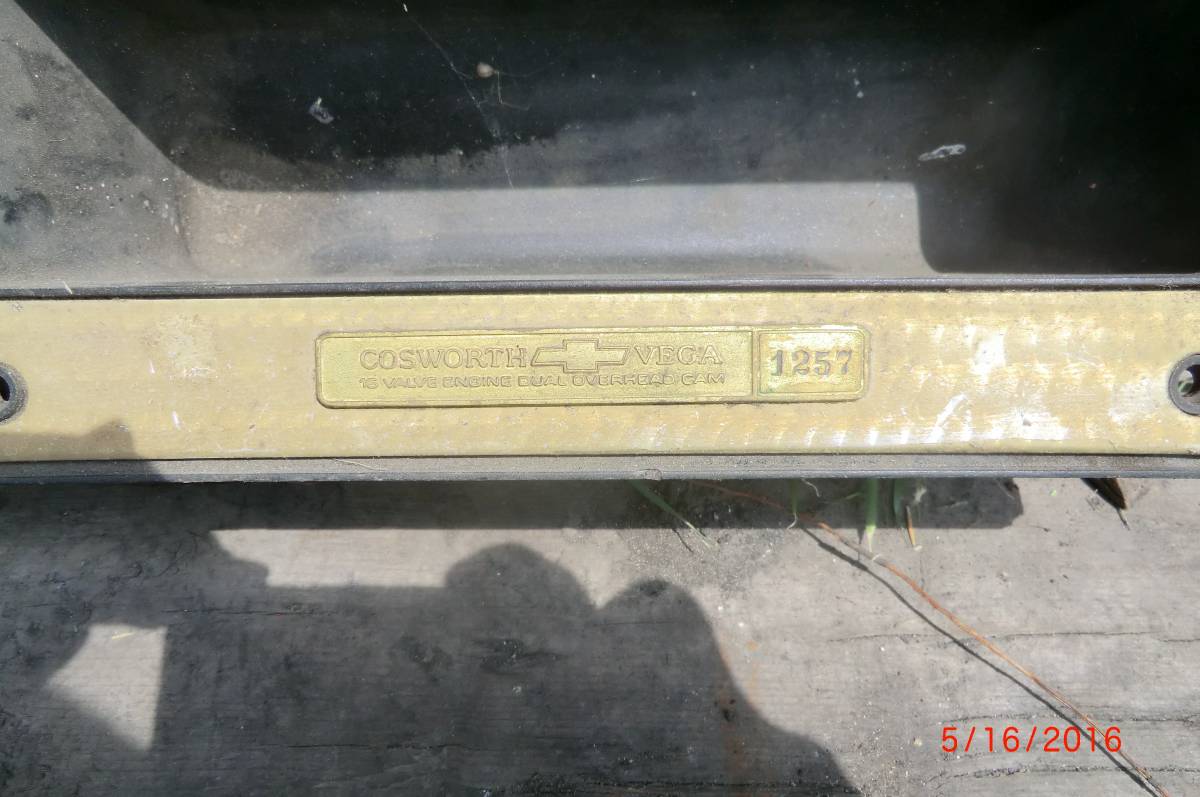 COSWORTH VEGA
16 VALVE ENGINE DUAL OVERHEAD CAM
1257
5/16/2016